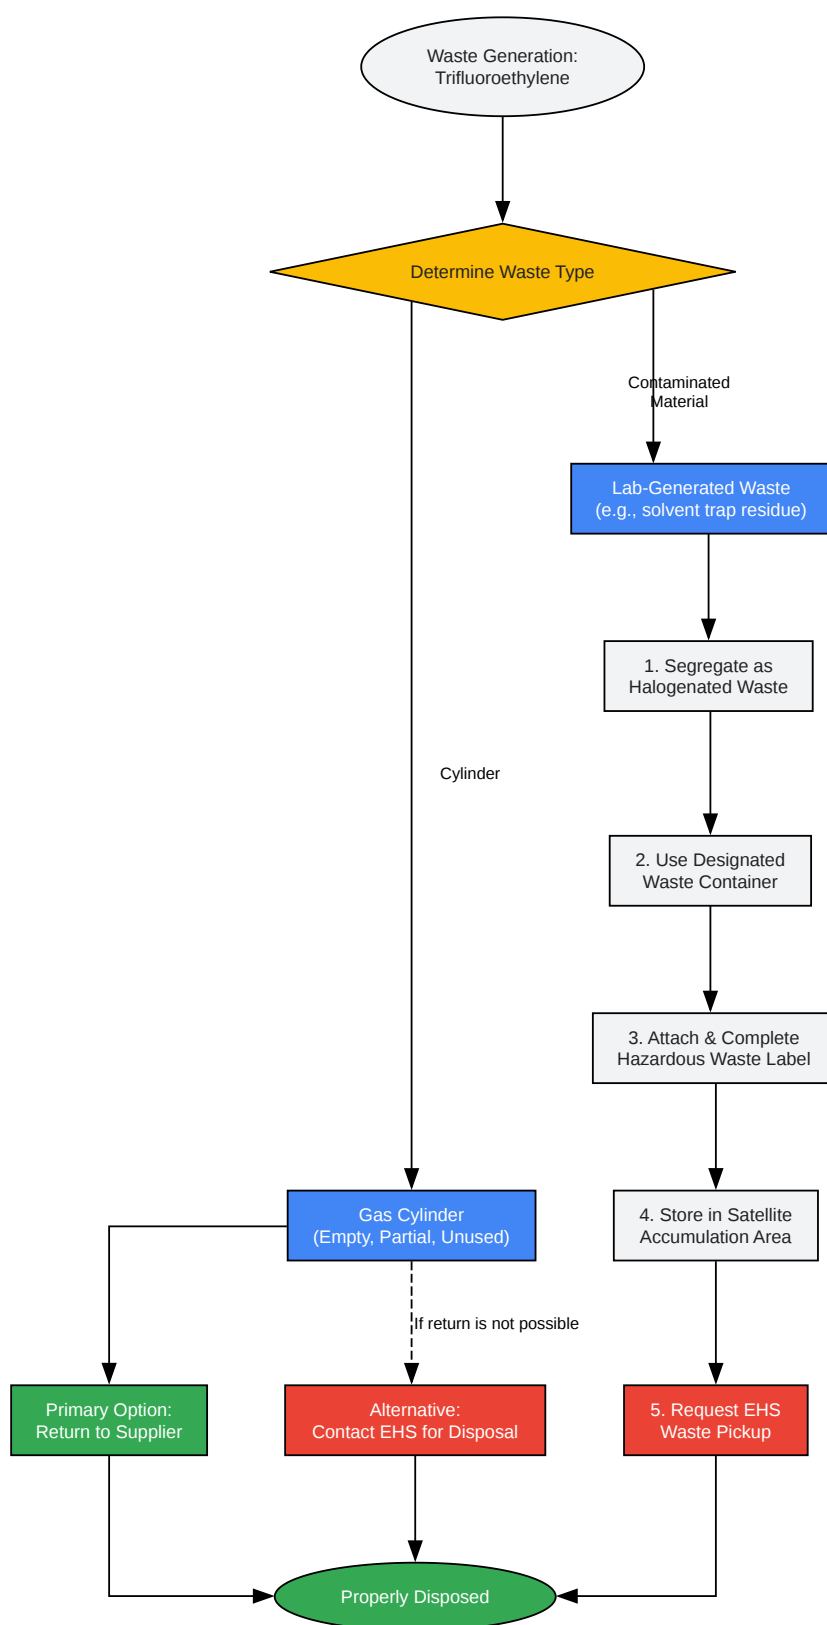 Waste Generation:
Trifluoroethylene
Determine Waste Type
Contaminated
Material
Lab-Generated Waste
(e.g., solvent trap residue)
1. Segregate as
Halogenated Waste
Cylinder
2. Use Designated
Waste Container
3. Attach & Complete
Hazardous Waste Label
Gas Cylinder
(Empty, Partial, Unused)
4. Store in Satellite
Accumulation Area
If return is not possible
Primary Option:
Return to Supplier
Alternative:
Contact EHS for Disposal
5. Request EHS
Waste Pickup
Properly Disposed